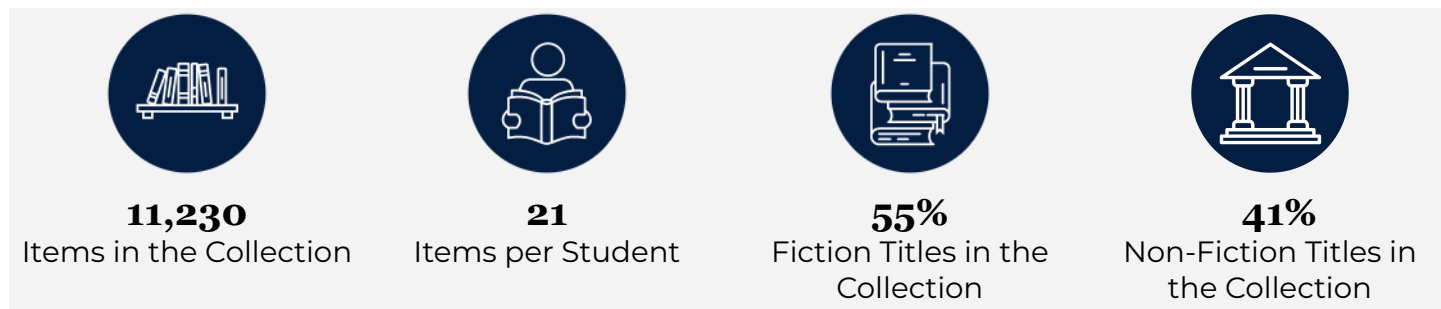 11,230
Items in the Collection
21
Items per Student
55%
Fiction Titles in the
Collection
41%
Non-Fiction Titles in
the Collection